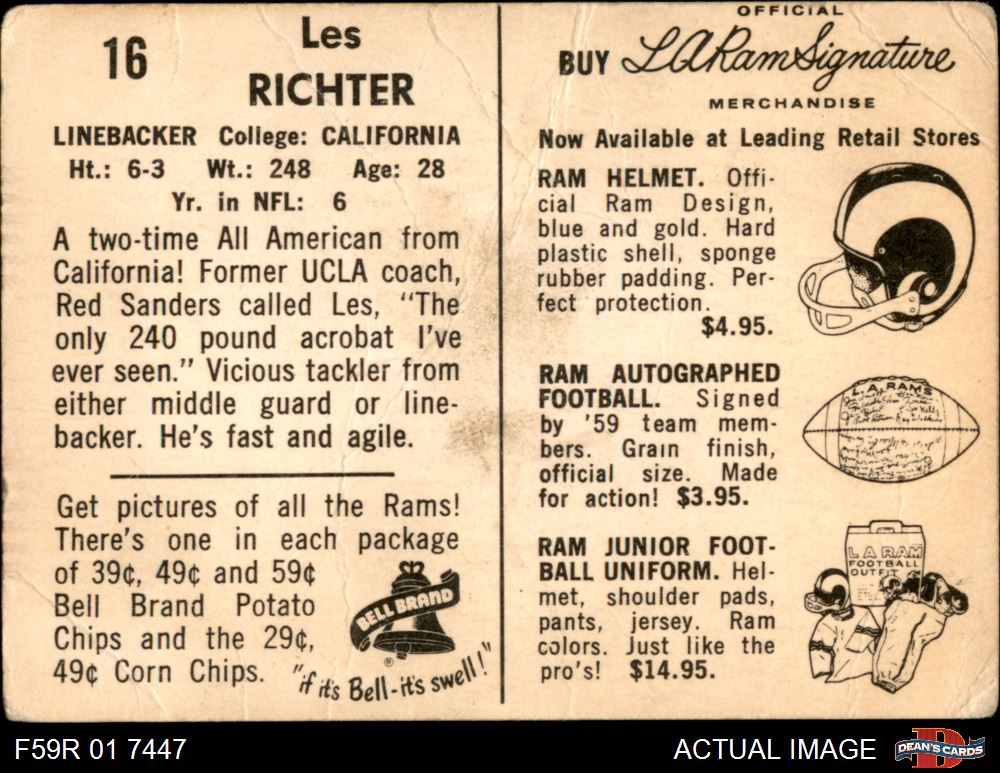 16
Les
RICHTER
LINEBACKER College: CALIFORNIA
Ht.: 6-3 Wt.: 248 Age: 28
Yr. in NFL: 6
A two-time All American from
California! Former UCLA coach,
Red Sanders called Les, "The
only 240 pound acrobat I've
ever seen." Vicious tackler from
either middle guard or line-
backer. He's fast and agile.
Get pictures of all the Rams!
There's one in each package
of 39¢, 49¢ and 59¢
Bell Brand Potato
Chips and the 29¢,
49¢ Corn Chips.
BELL BRAND
®
"if it's Bell-it's swell!"
OFFICIAL
BUY LA Ram Signature
MERCHANDISE
Now Available at Leading Retail Stores
RAM HELMET. Offi-
cial Ram Design,
blue and gold. Hard
plastic shell, sponge
rubber padding. Per-
fect protection.
$4.95.
RAM AUTOGRAPHED
FOOTBALL. Signed
by '59 team mem-
bers. Grain finish,
official size. Made
for action! $3.95.
L.A. RAMS
RAM JUNIOR FOOT-
BALL UNIFORM. Hel-
met, shoulder pads,
pants, jersey. Ram
colors. Just like the
pro's! $14.95.
L A RAM
FOOTBALL
OUTFIT
F59R 01 7447
ACTUAL IMAGE
DEAN'S CARDS